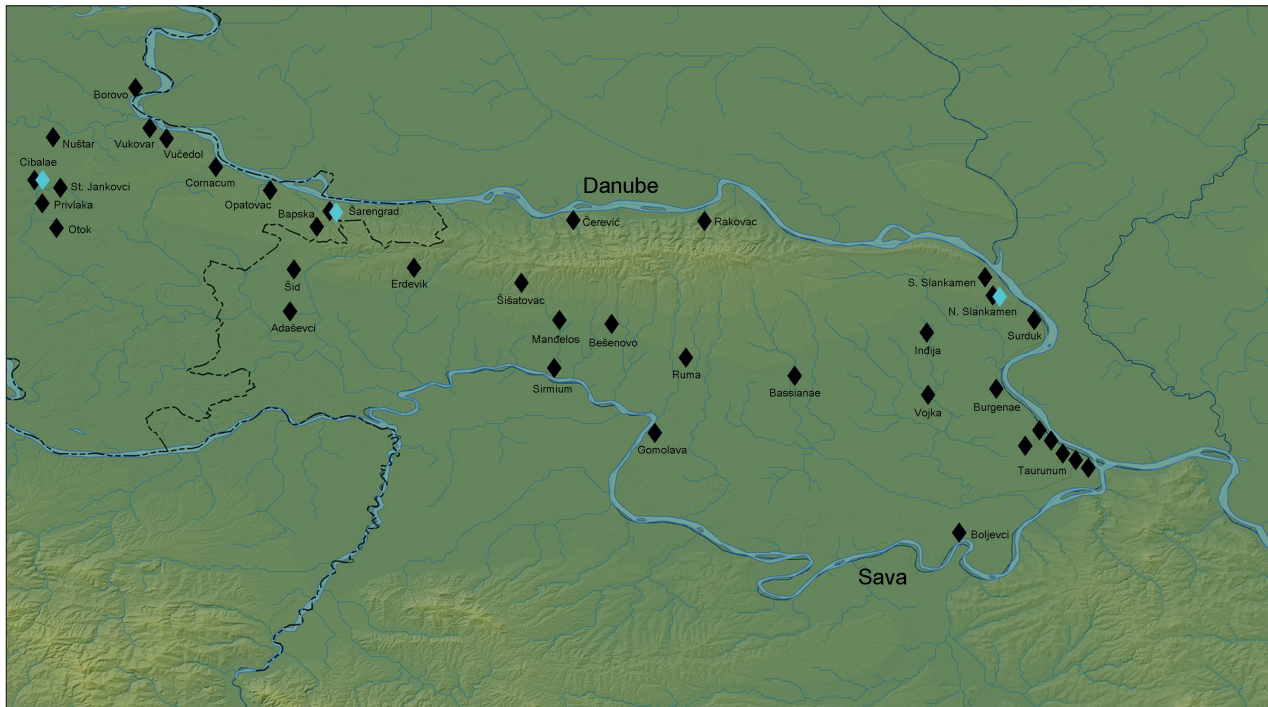 Borovo
Nuštar
Vukovar
Vučedol
Cibalae
St. Jankovci
Cornacum
Danube
Opatovac
Privlaka
Bapska
Šarengrad
Čerević
Rakovac
Otok
Šid
Erdevik
Šišatovac
S. Slankamen
N. Slankamen
Adaševci
Manđelos
Bešenovo
Surduk
Inđija
Sirmium
Ruma
Bassianae
Vojka
Burgenae
Gomolava
Taurunum
Boljevci
Sava